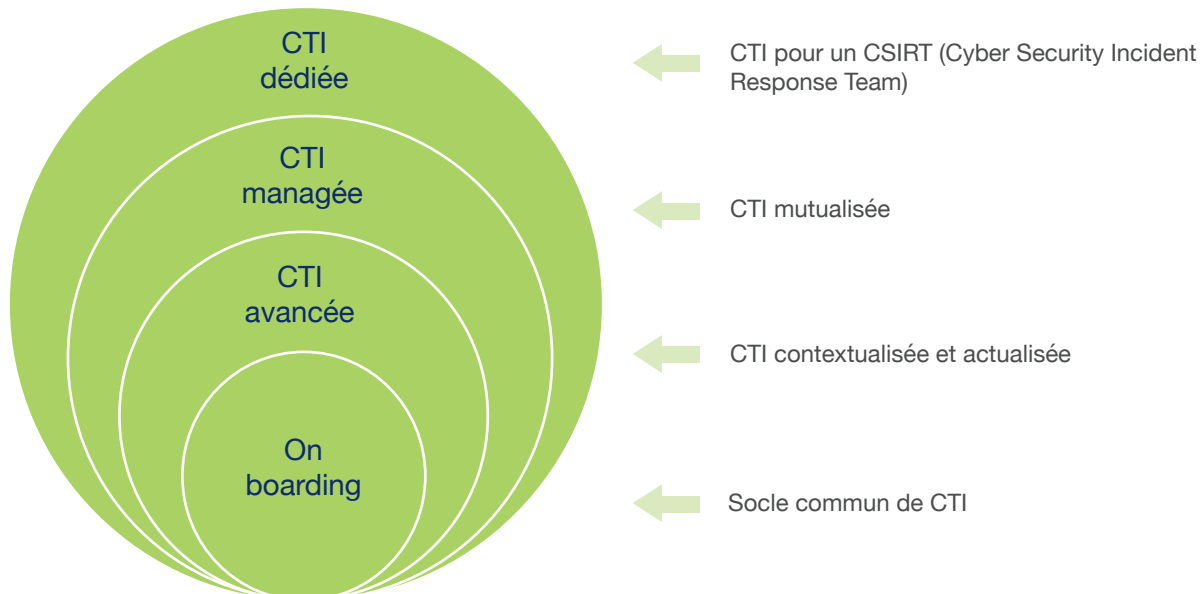 CTI
dédiée
CTI pour un CSIRT (Cyber Security Incident
Response Team)
CTI
managée
CTI mutualisée
CTI
avancée
CTI contextualisée et actualisée
On
boarding
Socle commun de CTI